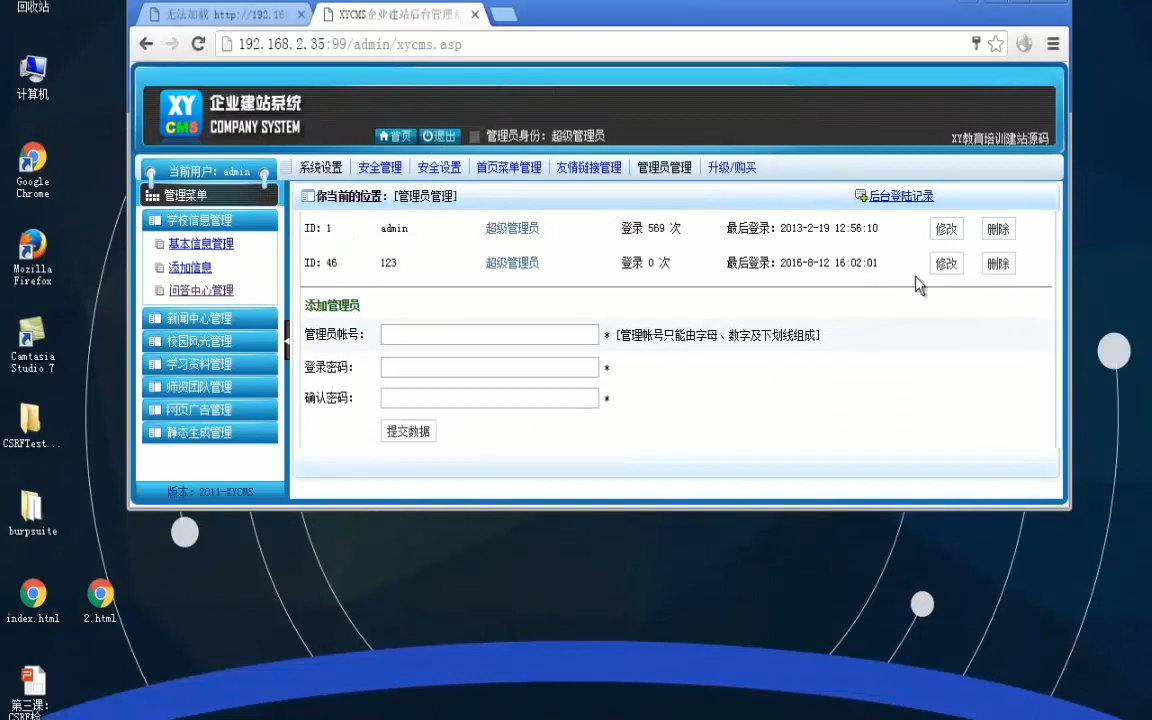 回收站
计算机
Google
Chrome
Mozilla
Firefox
Camtasia
Studio 7
CSRFTest...
burpsuite
index.html
2.html
第三课:
无法加载 http://192.16
XYCMS企业建站后台管理
192.168.2.35:99/admin/xycms.asp
XY
CMS
企业建站系统
COMPANY SYSTEM
首页 退出 管理员身份: 超级管理员
XY教育培训建站源码
当前用户: admin
系统设置 安全管理 安全设置 首页菜单管理 友情链接管理 管理员管理 升级/购买
管理菜单
学校信息管理
基本信息管理
添加信息
问答中心管理
新闻中心管理
校园风光管理
学习资料管理
师资团队管理
网页广告管理
静态生成管理
版本: 2011-XYCMS
你当前的位置: [管理员管理]
后台登陆记录
ID: 1 admin 超级管理员 登录 569 次 最后登录: 2013-2-19 12:56:10 修改 删除
ID: 46 123 超级管理员 登录 0 次 最后登录: 2016-8-12 16:02:01 修改 删除
添加管理员
管理员帐号: * [管理帐号只能由字母、数字及下划线组成]
登录密码: *
确认密码: *
提交数据